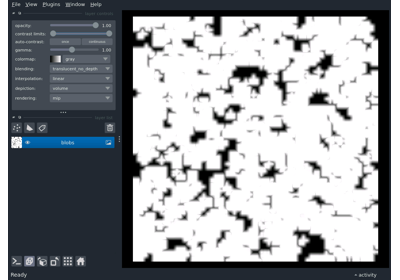 File View Plugins Window Help
opacity: 1.00
contrast limits:
auto-contrast: once continuous
gamma: 1.00
colormap: gray
blending: translucent_no_depth
interpolation: linear
depiction: volume
rendering: mip
blobs
Ready
activity